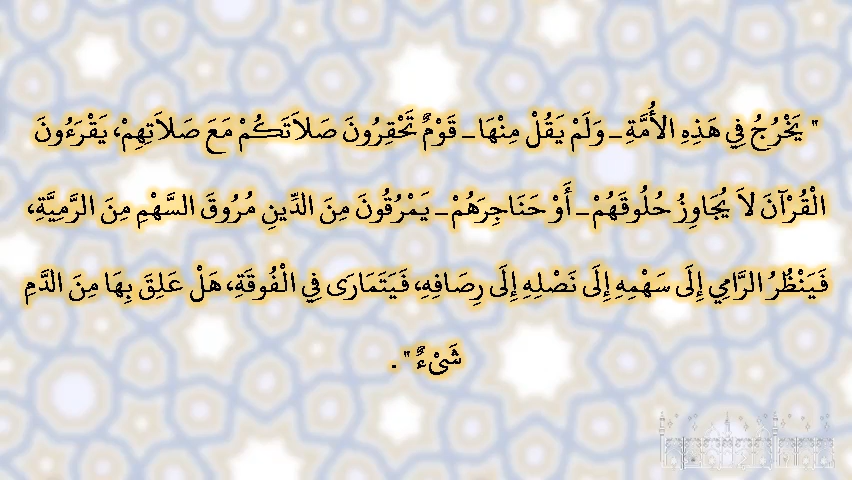 " يَخْرُجُ فِي هَذِهِ الأُمَّةِ ـ وَلَمْ يَقُلْ مِنْهَا ـ قَوْمٌ تَحْقِرُونَ صَلاَتَكُمْ مَعَ صَلاَتِهِمْ، يَقْرَءُونَ
الْقُرْآنَ لاَ يُجَاوِزُ حُلُوقَهُمْ ـ أَوْ حَنَاجِرَهُمْ ـ يَمْرُقُونَ مِنَ الدِّينِ مُرُوقَ السَّهْمِ مِنَ الرَّمِيَّةِ،
فَيَنْظُرُ الرَّامِي إِلَى سَهْمِهِ إِلَى نَصْلِهِ إِلَى رِصَافِهِ، فَيَتَمَارَى فِي الْفُوقَةِ، هَلْ عَلِقَ بِهَا مِنَ الدَّمِ
شَىْءٌ " .